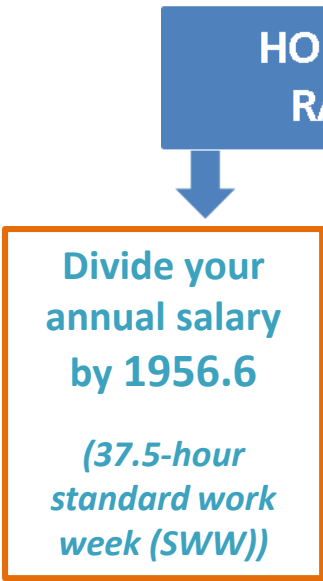 HO
RA
Divide your
annual salary
by 1956.6
(37.5-hour
standard work
week (SWW))